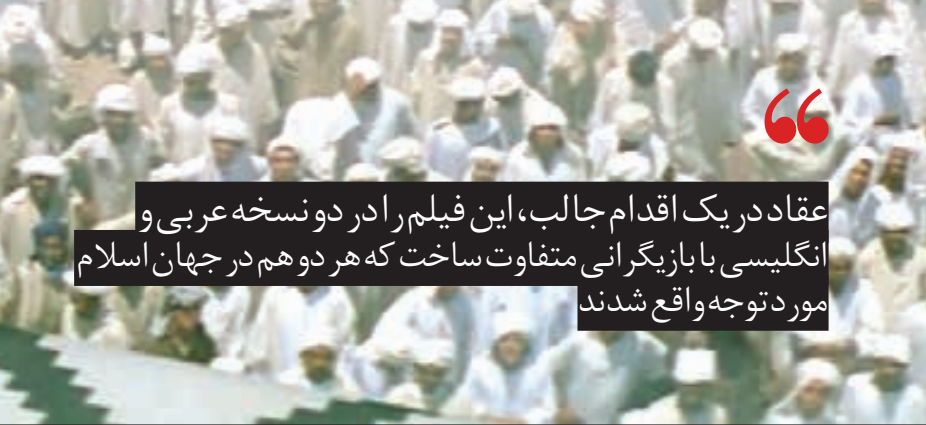 عقاد در یک اقدام جالب، این فیلم را در دو نسخه عربی و
انگلیسی با بازیگرانی متفاوت ساخت که هر دو هم در جهان اسلام
مورد توجه واقع شدند